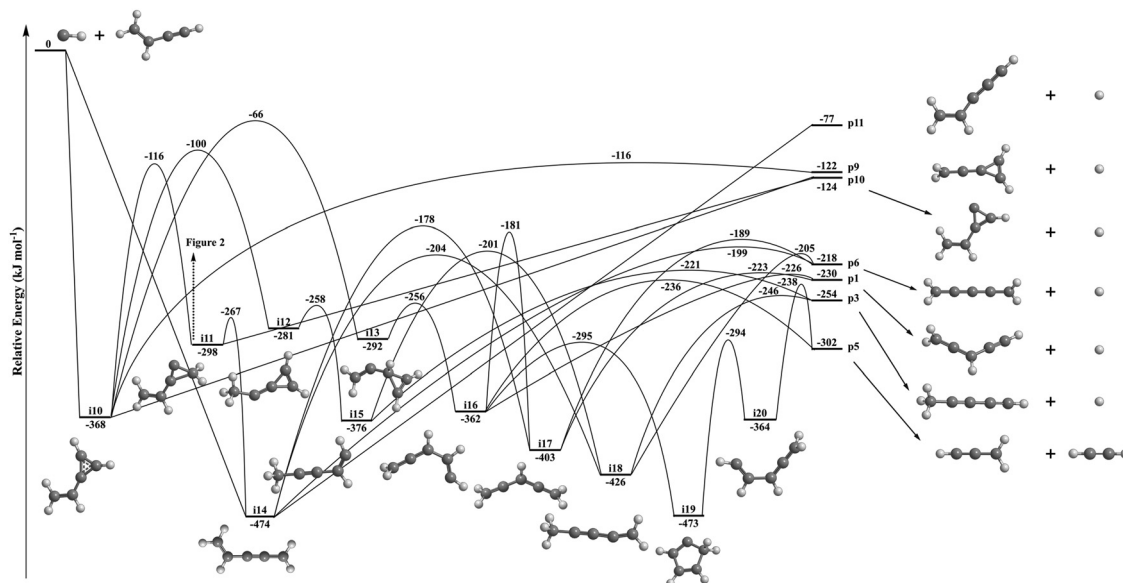 Relative Energy (kJ mol⁻¹)
0
+
-66
-100
-116
-116
Figure 2
-77
p11
-122
p9
-124
p10
-178
-181
-204
-201
-189
-199
-205
-218
p6
-221
-223
-226
-230
p1
-236
-246
-238
-254
p3
-267
-258
-256
-295
-294
-302
p5
i11
-298
i12
-281
i13
-292
i10
-368
i15
-376
i16
-362
i17
-403
i18
-426
i20
-364
i14
-474
i19
-473
+
+
+
+
+
+
+